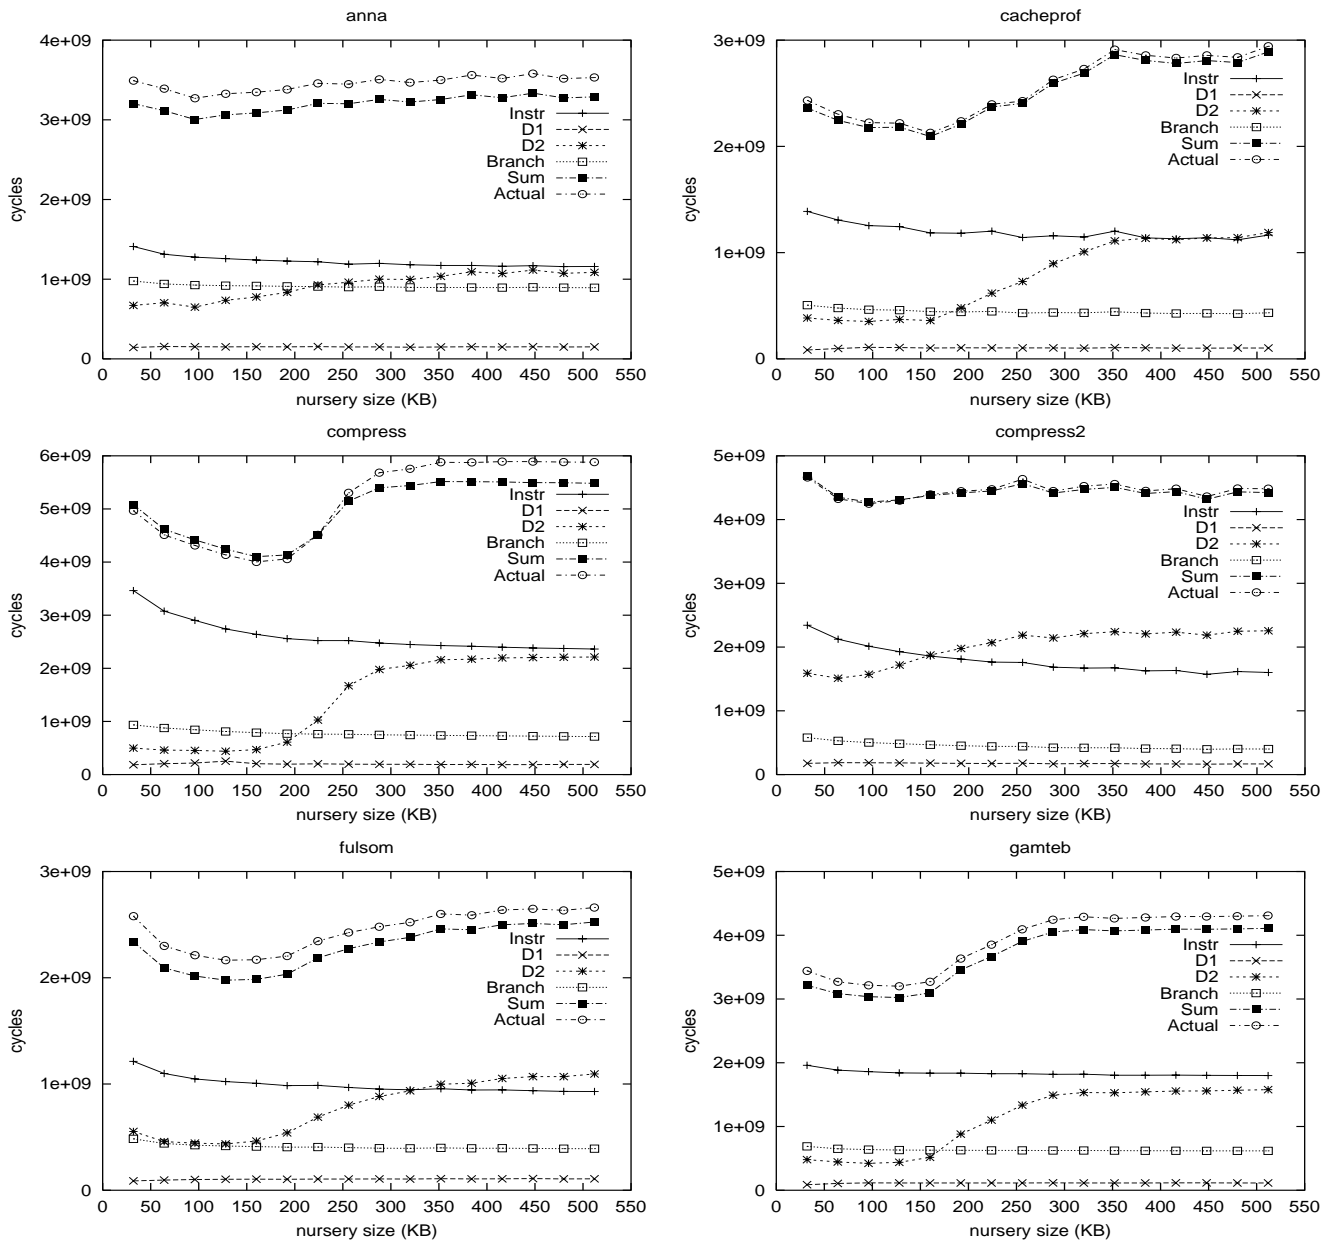 anna
4e+09
3e+09
2e+09
1e+09
0
cycles
Instr
D1
D2
Branch
Sum
Actual
0 50 100 150 200 250 300 350 400 450 500 550
nursery size (KB)
cacheprof
3e+09
2e+09
1e+09
0
cycles
Instr
D1
D2
Branch
Sum
Actual
0 50 100 150 200 250 300 350 400 450 500 550
nursery size (KB)
compress
6e+09
5e+09
4e+09
3e+09
2e+09
1e+09
0
cycles
Instr
D1
D2
Branch
Sum
Actual
0 50 100 150 200 250 300 350 400 450 500 550
nursery size (KB)
compress2
5e+09
4e+09
3e+09
2e+09
1e+09
0
cycles
Instr
D1
D2
Branch
Sum
Actual
0 50 100 150 200 250 300 350 400 450 500 550
nursery size (KB)
fulsom
3e+09
2e+09
1e+09
0
cycles
Instr
D1
D2
Branch
Sum
Actual
0 50 100 150 200 250 300 350 400 450 500 550
nursery size (KB)
gamteb
5e+09
4e+09
3e+09
2e+09
1e+09
0
cycles
Instr
D1
D2
Branch
Sum
Actual
0 50 100 150 200 250 300 350 400 450 500 550
nursery size (KB)